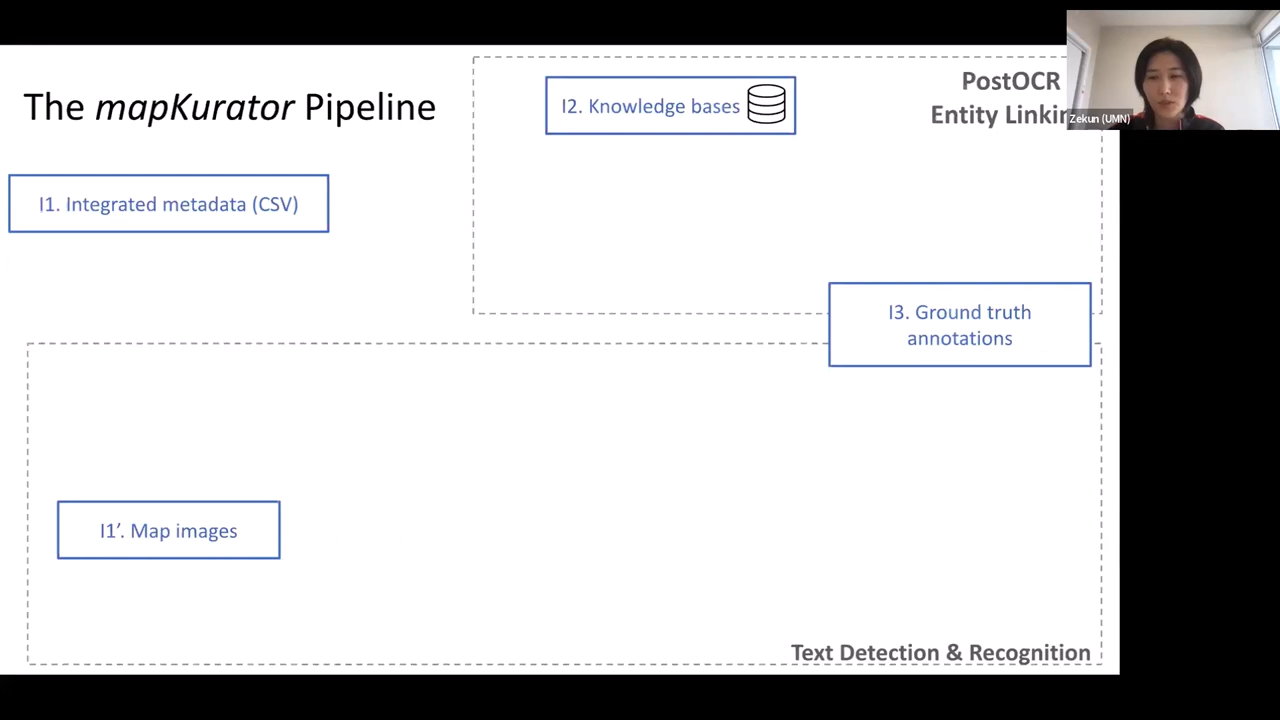 The mapKurator Pipeline
I2. Knowledge bases
PostOCR
Entity Linkin
Zekun (UMN)
I1. Integrated metadata (CSV)
I3. Ground truth
annotations
I1’. Map images
Text Detection & Recognition